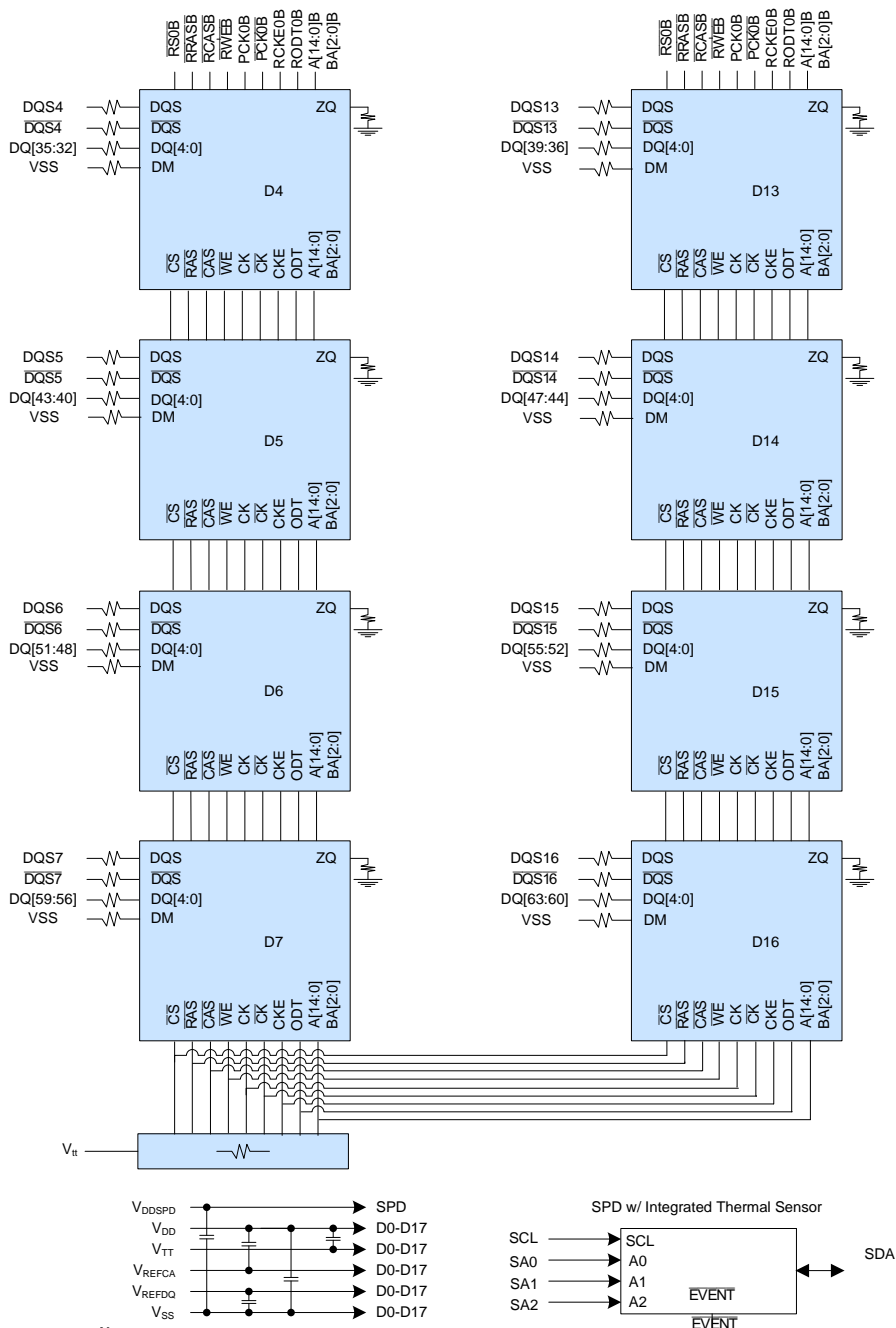 RS0B RRASB RCASB RWEB PCK0B PCK0B RCKE0B RODT0B A[14:0]B BA[2:0]B
DQS4 DQS ZQ
DQS4 DQS
DQ[35:32] DQ[4:0]
VSS DM
D4
CS RAS CAS WE CK CK CKE ODT A[14:0] BA[2:0]
DQS5 DQS ZQ
DQS5 DQS
DQ[43:40] DQ[4:0]
VSS DM
D5
CS RAS CAS WE CK CK CKE ODT A[14:0] BA[2:0]
DQS6 DQS ZQ
DQS6 DQS
DQ[51:48] DQ[4:0]
VSS DM
D6
CS RAS CAS WE CK CK CKE ODT A[14:0] BA[2:0]
DQS7 DQS ZQ
DQS7 DQS
DQ[59:56] DQ[4:0]
VSS DM
D7
CS RAS CAS WE CK CK CKE ODT A[14:0] BA[2:0]
RS0B RRASB RCASB RWEB PCK0B PCK0B RCKE0B RODT0B A[14:0]B BA[2:0]B
DQS13 DQS ZQ
DQS13 DQS
DQ[39:36] DQ[4:0]
VSS DM
D13
CS RAS CAS WE CK CK CKE ODT A[14:0] BA[2:0]
DQS14 DQS ZQ
DQS14 DQS
DQ[47:44] DQ[4:0]
VSS DM
D14
CS RAS CAS WE CK CK CKE ODT A[14:0] BA[2:0]
DQS15 DQS ZQ
DQS15 DQS
DQ[55:52] DQ[4:0]
VSS DM
D15
CS RAS CAS WE CK CK CKE ODT A[14:0] BA[2:0]
DQS16 DQS ZQ
DQS16 DQS
DQ[63:60] DQ[4:0]
VSS DM
D16
CS RAS CAS WE CK CK CKE ODT A[14:0] BA[2:0]
Vtt
VDDSPD SPD
VDD D0-D17
VTT D0-D17
VREFCA D0-D17
VREFDQ D0-D17
VSS D0-D17
SPD w/ Integrated Thermal Sensor
SCL SCL
SA0 A0
SA1 A1
SA2 A2
EVENT
EVENT
SDA